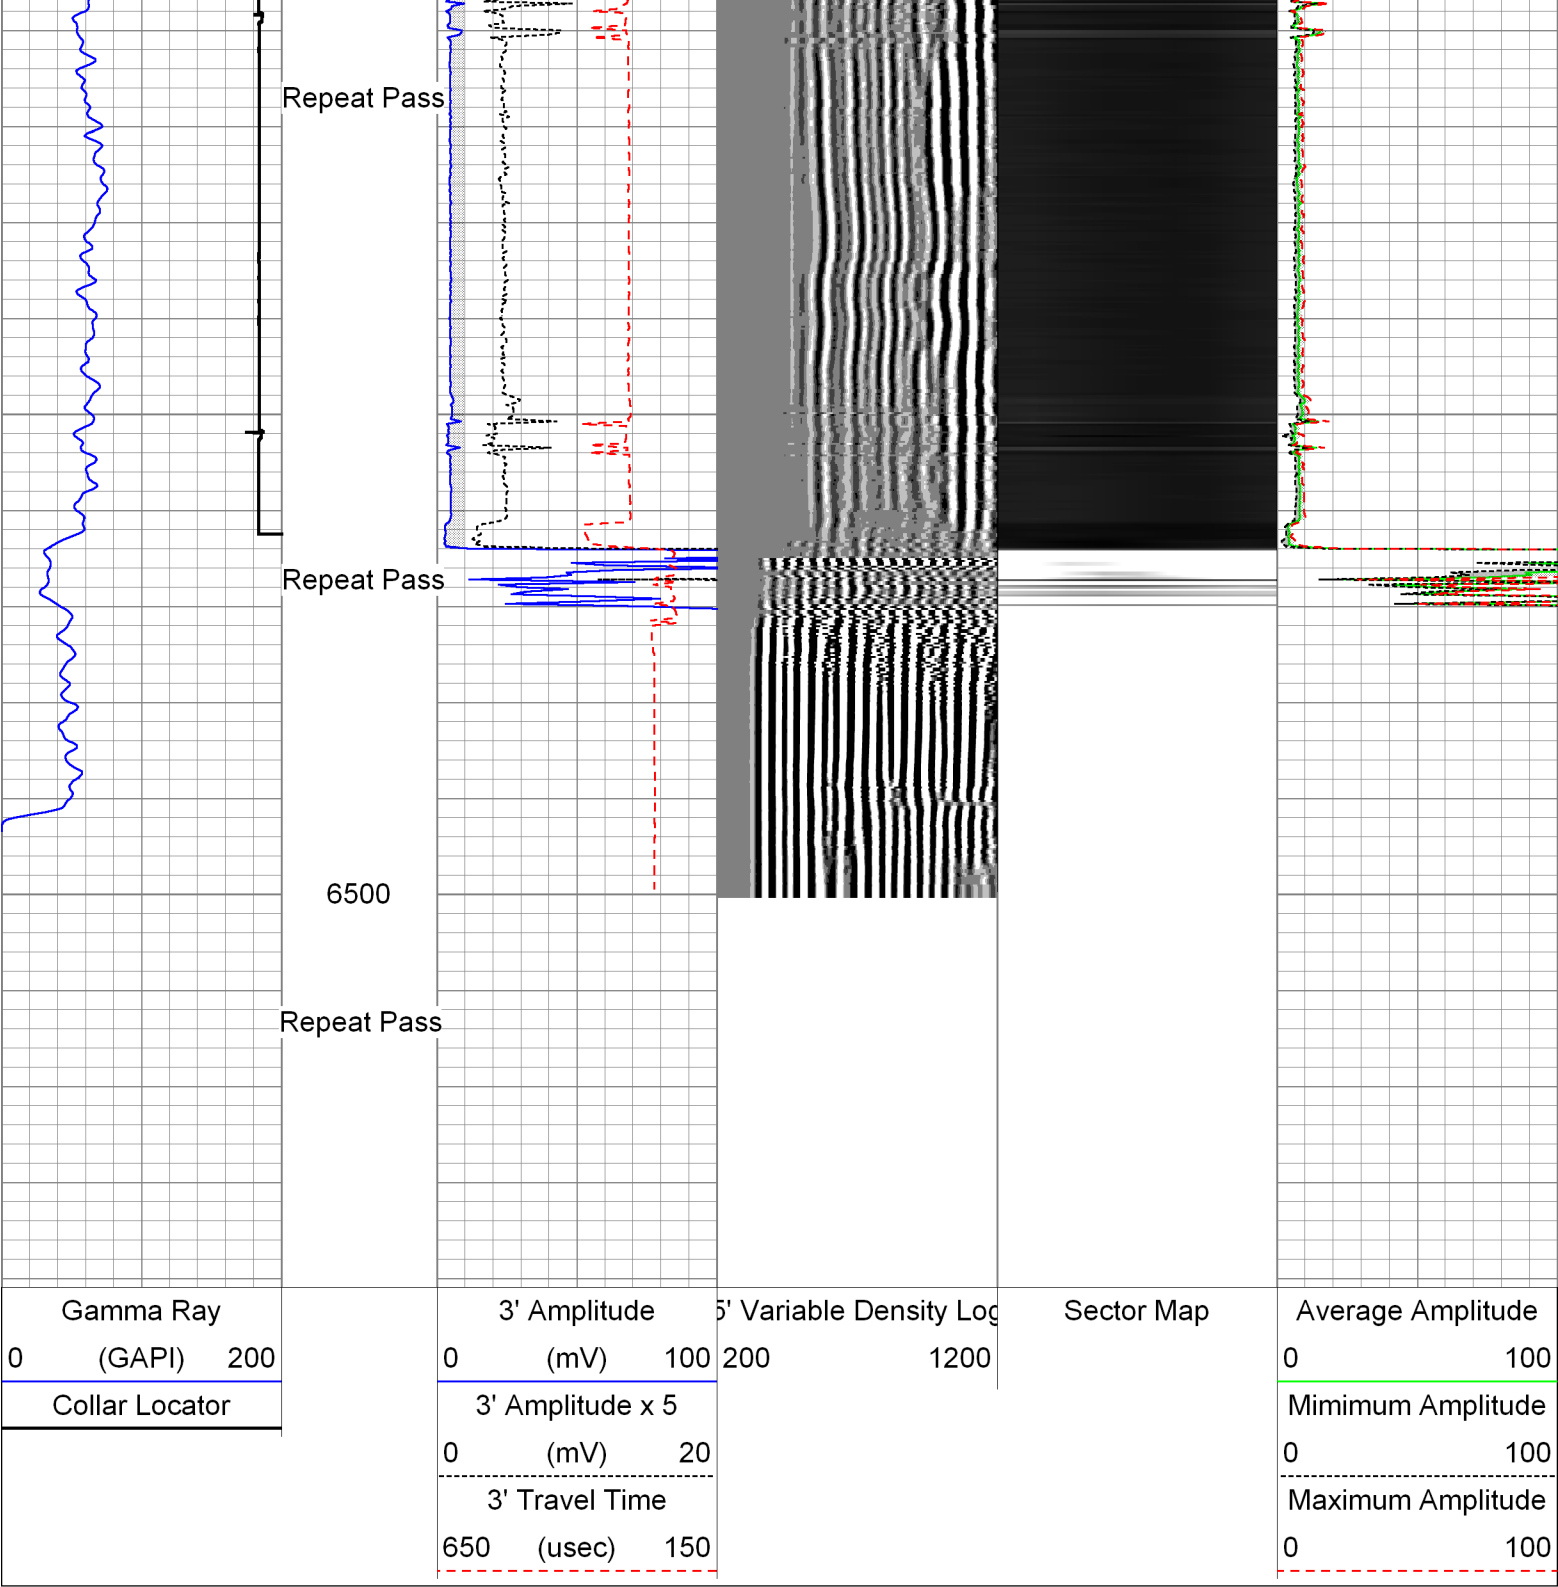 Repeat Pass
Repeat Pass
6500
Repeat Pass
Gamma Ray
0 (GAPI) 200
Collar Locator
3' Amplitude
0 (mV) 100
3' Amplitude x 5
0 (mV) 20
3' Travel Time
650 (usec) 150
5' Variable Density Log
200 1200
Sector Map
Average Amplitude
0 100
Mimimum Amplitude
0 100
Maximum Amplitude
0 100